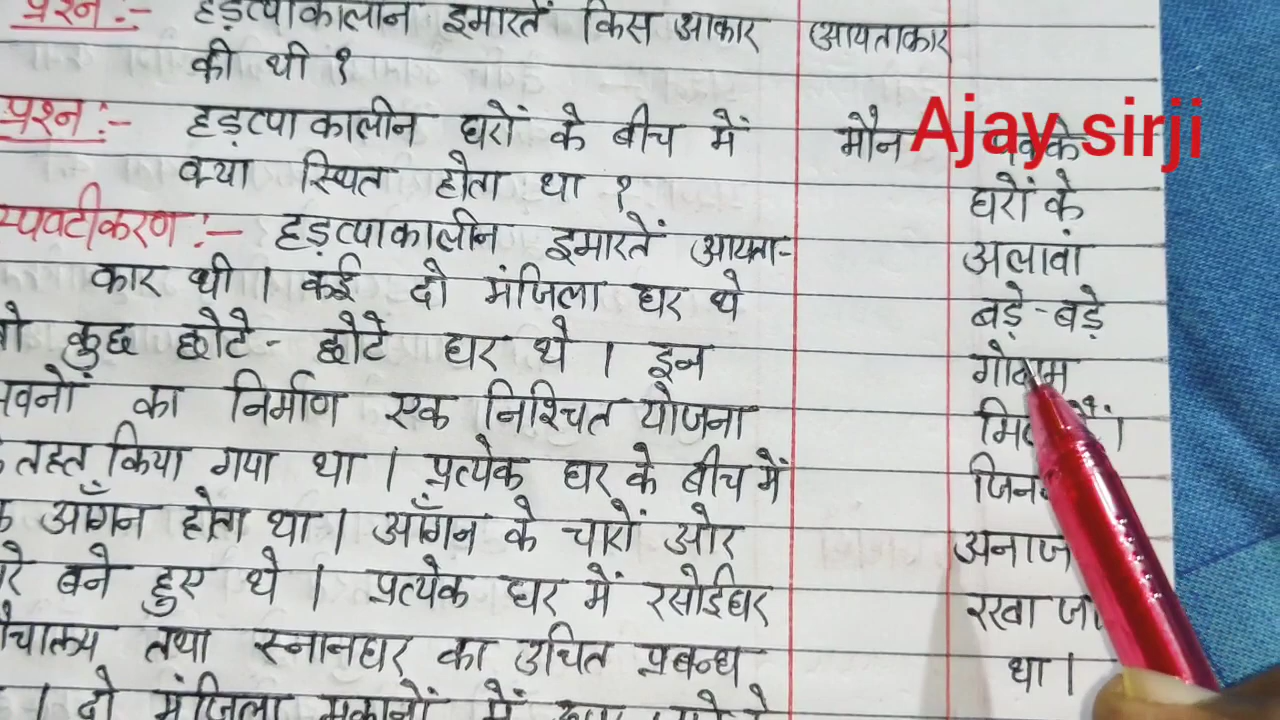 प्रश्न :- हड़प्पाकालीन इमारतें किस आकार
की थी ?
प्रश्न :- हड़प्पाकालीन घरों के बीच में
क्या स्थित होता था ?
स्पष्टीकरण :- हड़प्पाकालीन इमारतें आयता-
कार थी । कई दो मंजिला घर थे
कुछ छोटे - छोटे घर थे । इन
का निर्माण एक निश्चित योजना
तहत किया गया था । प्रत्येक घर के बीच में
आँगन होता था । आँगन के चारों ओर
बने हुए थे । प्रत्येक घर में रसोईघर
तथा स्नानघर का उचित प्रबन्ध
। दो मंजिला मकानों में
आयताकार
मौन
Ajay sirji
घरों के
अलावा
बड़े - बड़े
गोदाम
अनाज
रखा
था ।